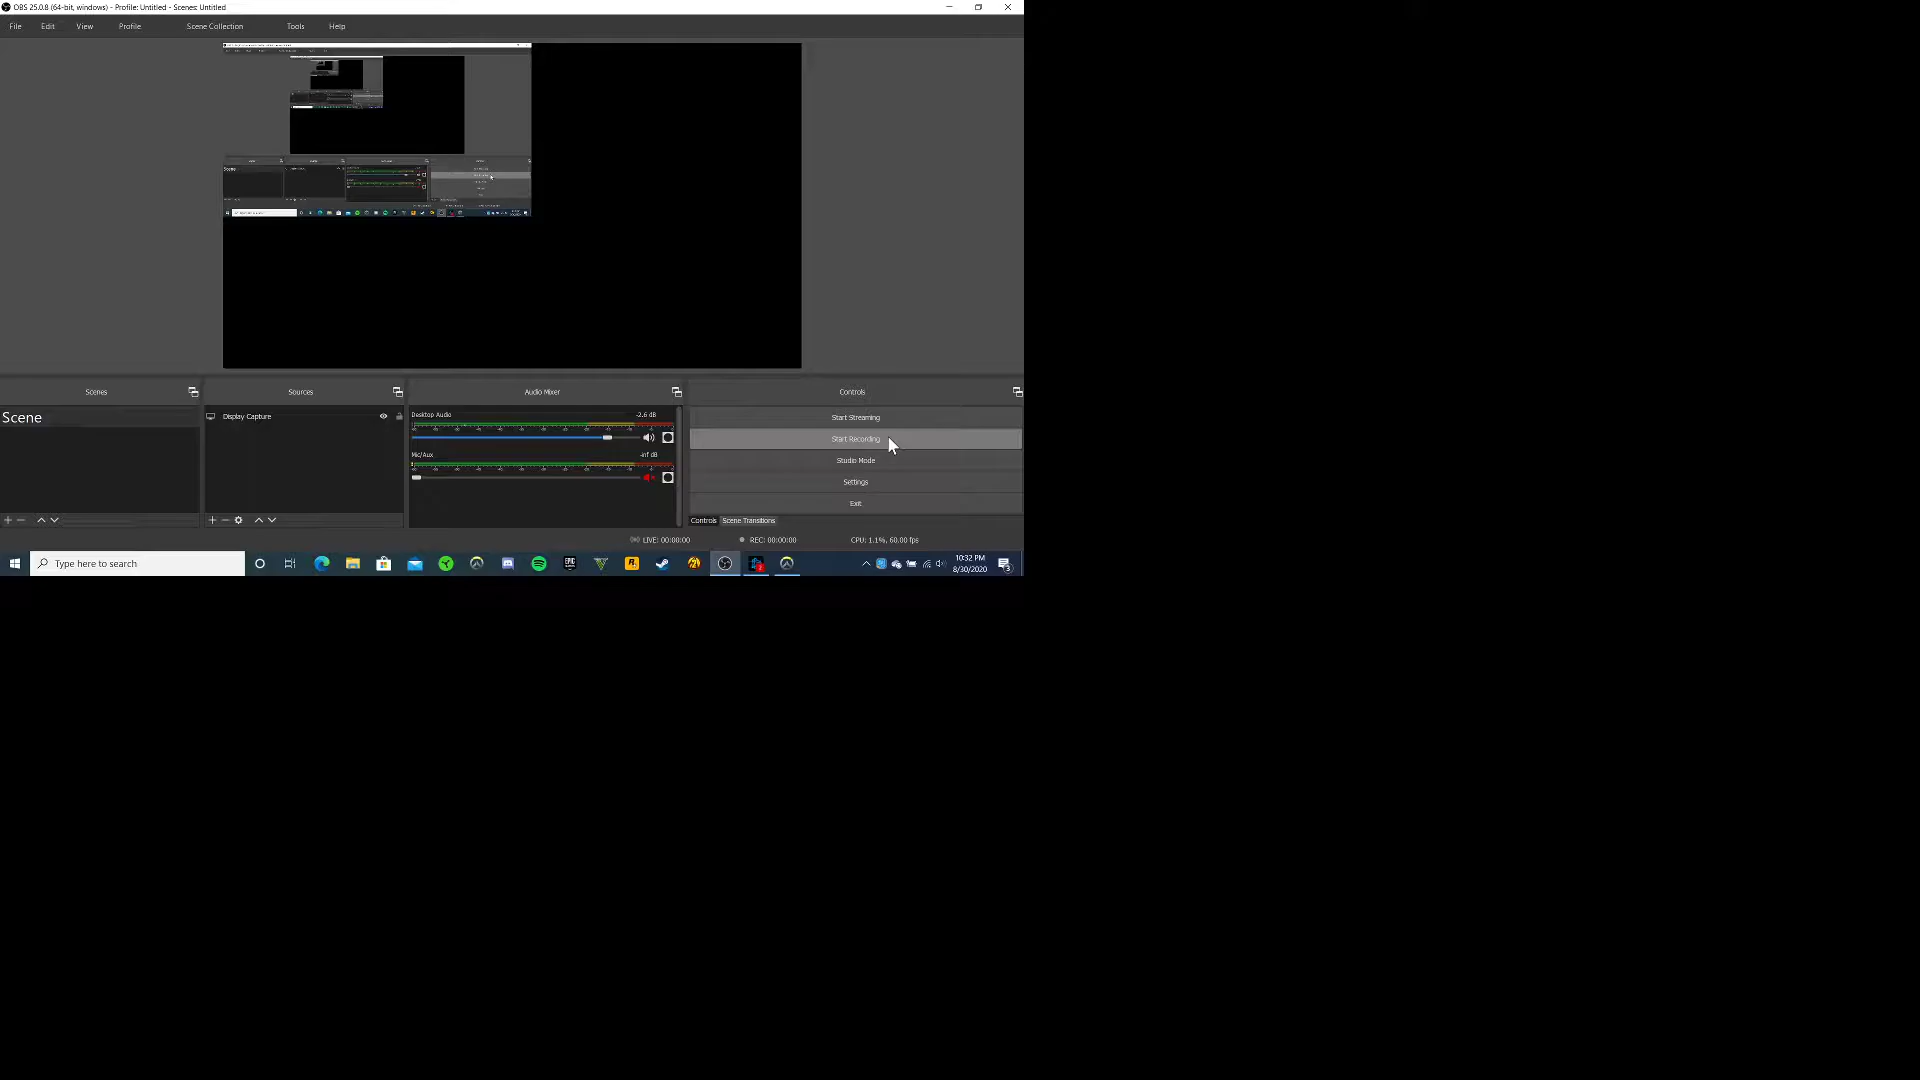 OBS 25.0.8 (64-bit, windows) - Profile: Untitled - Scenes: Untitled
File Edit View Profile Scene Collection Tools Help
Scenes
Sources
Audio Mixer
Controls
Scene
Display Capture
Desktop Audio -2.6 dB
Mic/Aux -inf dB
Start Streaming
Start Recording
Studio Mode
Settings
Exit
Controls Scene Transitions
LIVE: 00:00:00 REC: 00:00:00 CPU: 1.1%, 60.00 fps
Type here to search
EPIC
R
2
10:32 PM
8/30/2020
3